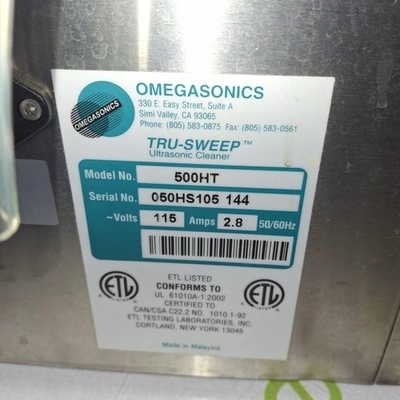 OMEGASONICS
OMEGASONICS
330 E. Easy Street, Suite A
Simi Valley, CA 93065
Phone: (805) 583-0875 Fax: (805) 583-0561
TRU-SWEEP™
Ultrasonic Cleaner
Model No. 500HT
Serial No. 050HS105 144
~Volts 115 Amps 2.8 50/60Hz
ETL LISTED
CONFORMS TO
UL 61010A-1:2002
CERTIFIED TO
CAN/CSA C22.2 NO. 1010.1-92
ETL TESTING LABORATORIES, INC
CORTLAND, NEW YORK 13045
ETL
ETL
Made in Malaysia